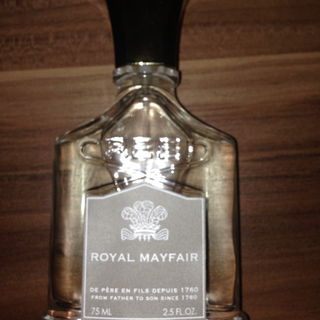 ROYAL MAYFAIR
DE PÈRE EN FILS DEPUIS 1760
FROM FATHER TO SON SINCE 1760
75 ML 2.5 FL.OZ.